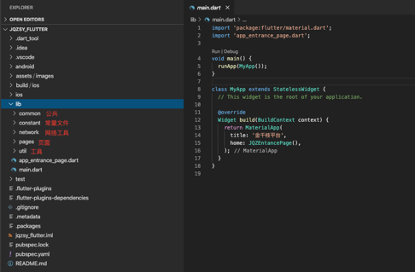 EXPLORER
OPEN EDITORS
JQZSY_FLUTTER
.dart_tool
.idea
.vscode
android
assets / images
build / ios
ios
lib
common 公共
constant 常量文件
network 网络工具
pages 页面
util 工具
app_entrance_page.dart
main.dart
test
.flutter-plugins
.flutter-plugins-dependencies
.gitignore
.metadata
.packages
jqzsy_flutter.iml
pubspec.lock
pubspec.yaml
README.md
main.dart ×
lib > main.dart > ...
1 import 'package:flutter/material.dart';
2 import 'app_entrance_page.dart';
3
Run | Debug
4 void main() {
5 runApp(MyApp());
6 }
7
8 class MyApp extends StatelessWidget {
9 // This widget is the root of your application.
10
11 @override
12 Widget build(BuildContext context) {
13 return MaterialApp(
14 title: '金千枝平台',
15 home: JQZEntancePage(),
16 ); // MaterialApp
17 }
18 }
19